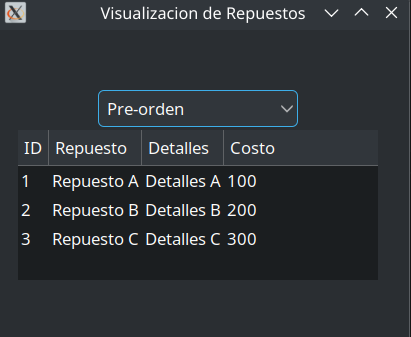 Visualizacion de Repuestos
Pre-orden
ID Repuesto Detalles Costo
1 Repuesto A Detalles A 100
2 Repuesto B Detalles B 200
3 Repuesto C Detalles C 300